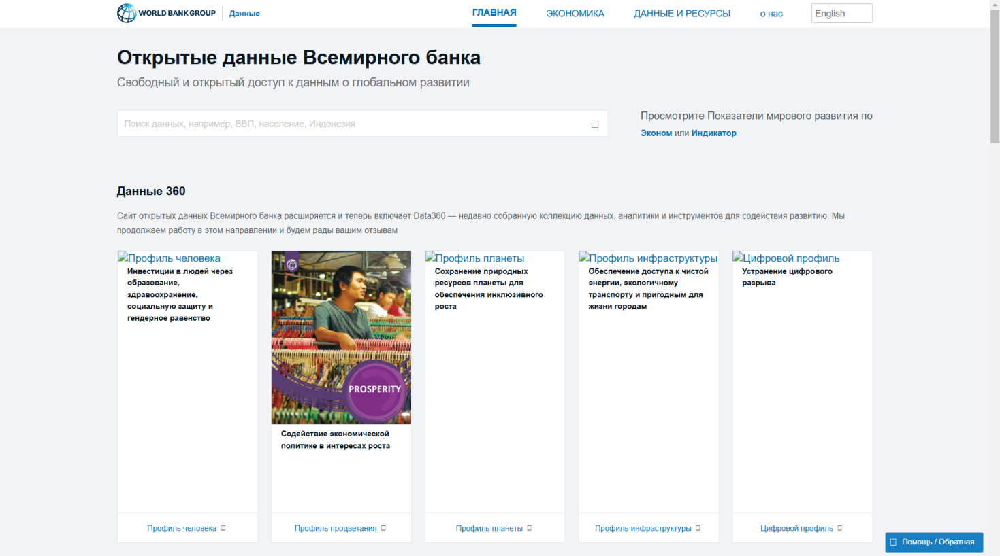 WORLD BANK GROUP Данные
ГЛАВНАЯ ЭКОНОМИКА ДАННЫЕ И РЕСУРСЫ о нас English
Открытые данные Всемирного банка
Свободный и открытый доступ к данным о глобальном развитии
Поиск данных, например, ВВП, население, Индонезия
Просмотрите Показатели мирового развития по
Эконом или Индикатор
Данные 360
Сайт открытых данных Всемирного банка расширяется и теперь включает Data360 — недавно собранную коллекцию данных, аналитики и инструментов для содействия развитию. Мы
продолжаем работу в этом направлении и будем рады вашим отзывам
Профиль человека
Инвестиции в людей через
образование,
здравоохранение,
социальную защиту и
гендерное равенство
Профиль человека
PROSPERITY
Содействие экономической
политике в интересах роста
Профиль процветания
Профиль планеты
Сохранение природных
ресурсов планеты для
обеспечения инклюзивного
роста
Профиль планеты
Профиль инфраструктуры
Обеспечение доступа к чистой
энергии, экологичному
транспорту и пригодным для
жизни городам
Профиль инфраструктуры
Цифровой профиль
Устранение цифрового
разрыва
Цифровой профиль
Помощь / Обратная